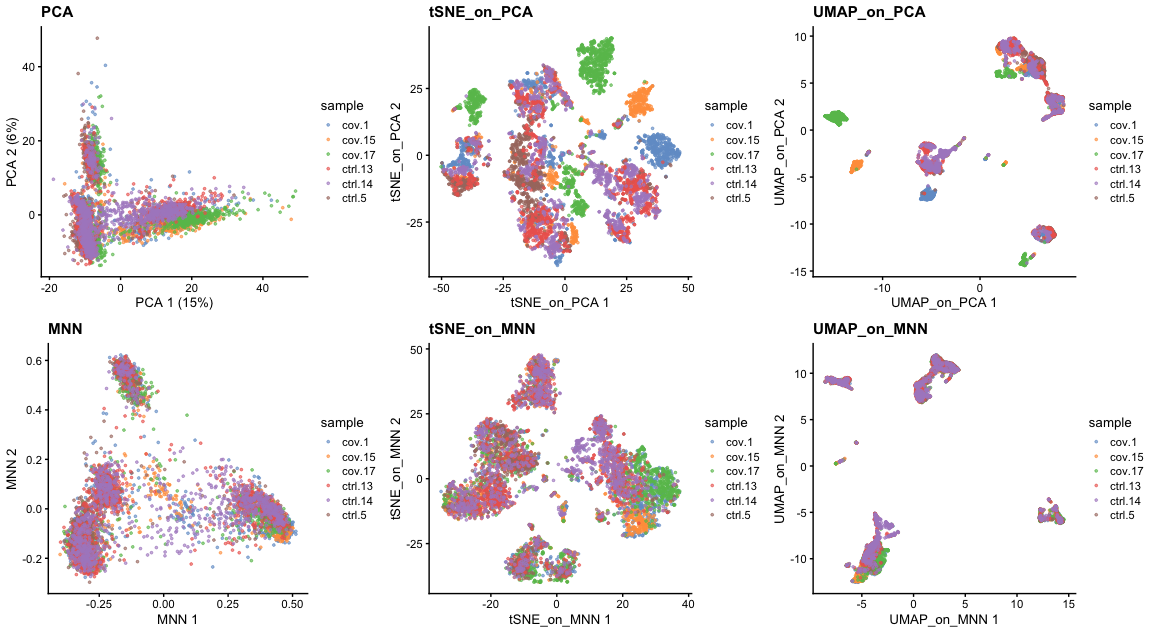 PCA
PCA 2 (6%)
40
20
0
-20
0
20
40
PCA 1 (15%)
sample
cov.1
cov.15
cov.17
ctrl.13
ctrl.14
ctrl.5
tSNE_on_PCA
tSNE_on_PCA 2
25
0
-25
-50
-25
0
25
50
tSNE_on_PCA 1
sample
cov.1
cov.15
cov.17
ctrl.13
ctrl.14
ctrl.5
UMAP_on_PCA
UMAP_on_PCA 2
10
5
0
-5
-10
-15
-10
0
UMAP_on_PCA 1
sample
cov.1
cov.15
cov.17
ctrl.13
ctrl.14
ctrl.5
MNN
MNN 2
0.6
0.4
0.2
0.0
-0.2
-0.25
0.00
0.25
0.50
MNN 1
sample
cov.1
cov.15
cov.17
ctrl.13
ctrl.14
ctrl.5
tSNE_on_MNN
tSNE_on_MNN 2
50
25
0
-25
-20
0
20
40
tSNE_on_MNN 1
sample
cov.1
cov.15
cov.17
ctrl.13
ctrl.14
ctrl.5
UMAP_on_MNN
UMAP_on_MNN 2
10
5
0
-5
-10
-5
0
5
10
15
UMAP_on_MNN 1
sample
cov.1
cov.15
cov.17
ctrl.13
ctrl.14
ctrl.5